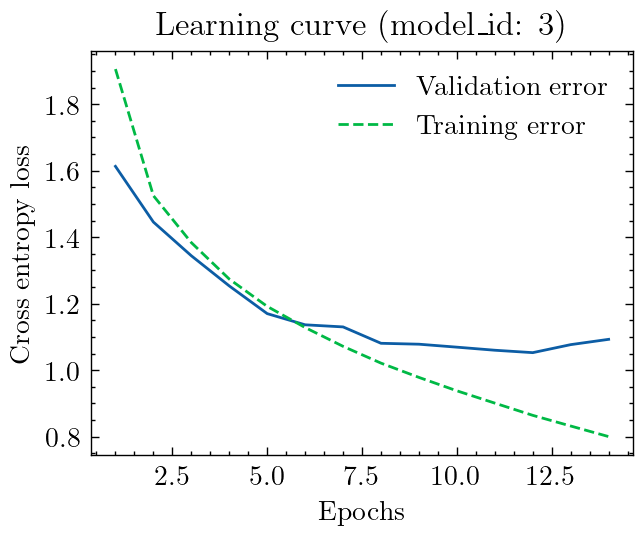 Learning curve (model_id: 3)
Validation error
Training error
Cross entropy loss
1.8
1.6
1.4
1.2
1.0
0.8
2.5 5.0 7.5 10.0 12.5
Epochs